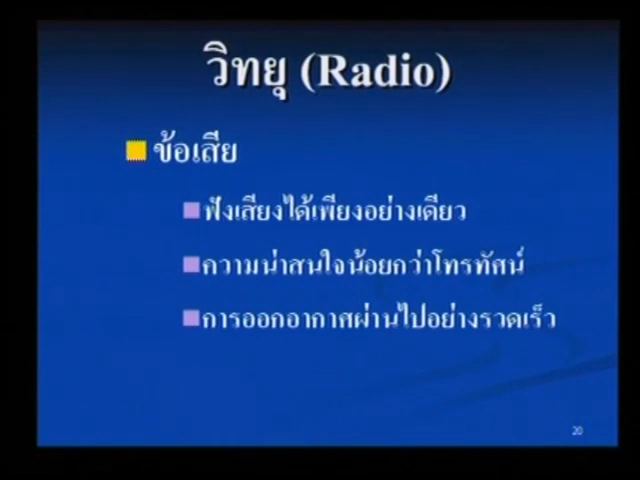 วิทยุ (Radio)
ข้อเสีย
ฟังเสียงได้เพียงอย่างเดียว
ความน่าสนใจน้อยกว่าโทรทัศน์
การออกอากาศผ่านไปอย่างรวดเร็ว
20